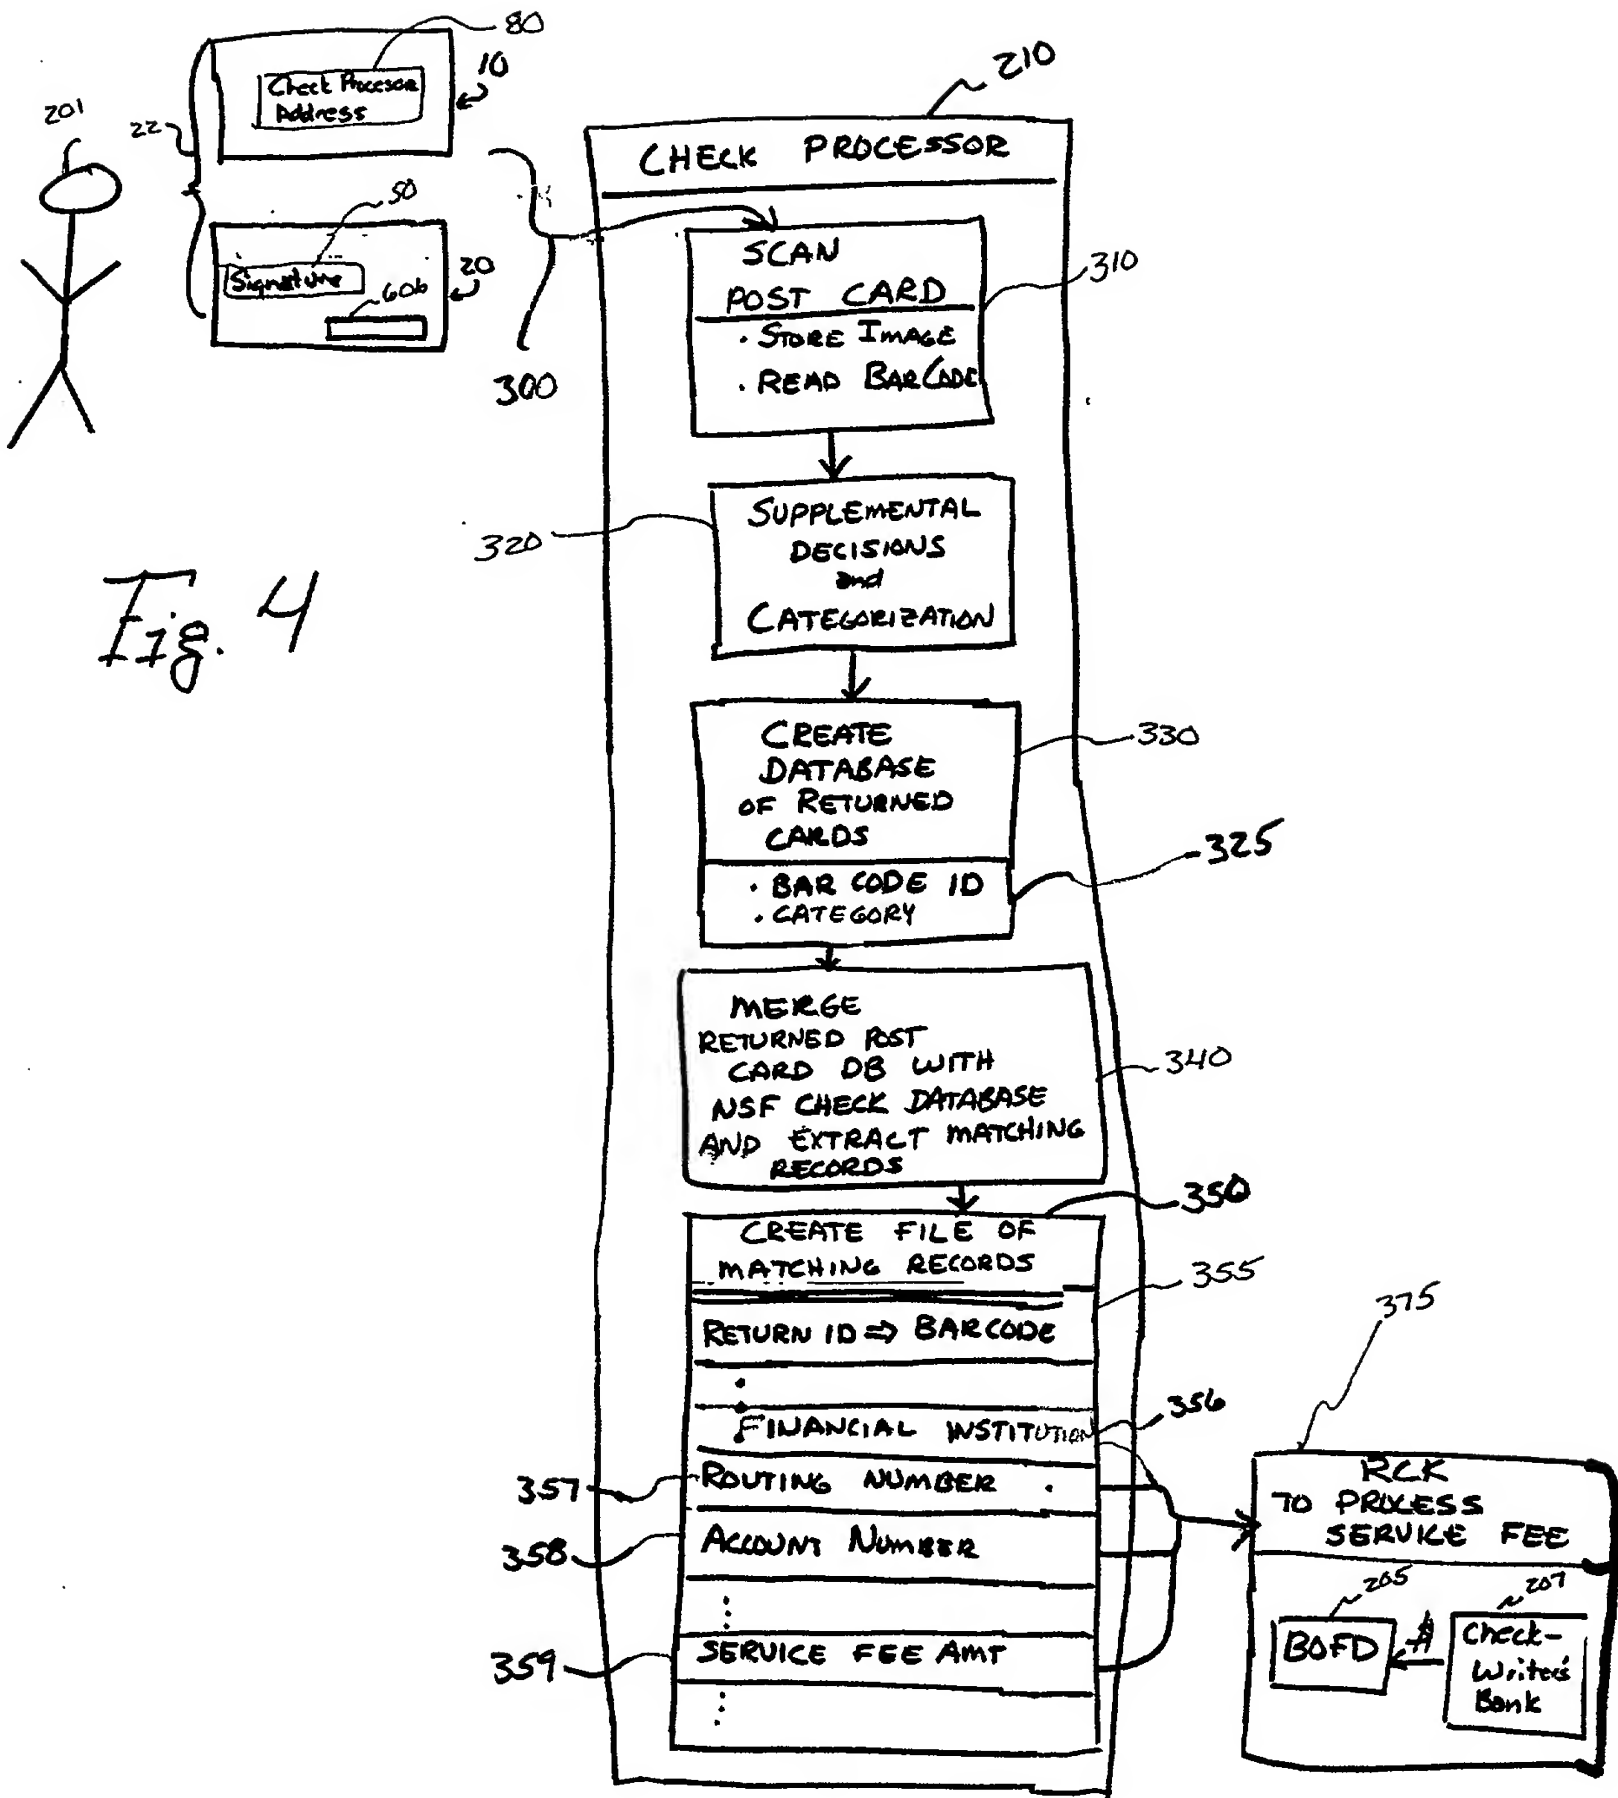 80
Check Processor
Address
10
201
22
210
CHECK PROCESSOR
50
Signature
20
60b
300
SCAN
POST CARD
310
· STORE IMAGE
· READ BARCODE
320
SUPPLEMENTAL
DECISIONS
and
CATEGORIZATION
Fig. 4
CREATE
DATABASE
OF RETURNED
CARDS
330
325
· BAR CODE ID
· CATEGORY
MERGE
RETURNED POST
CARD DB WITH
NSF CHECK DATABASE
AND EXTRACT MATCHING
RECORDS
340
350
CREATE FILE OF
MATCHING RECORDS
355
RETURN ID ⇒ BARCODE
FINANCIAL INSTITUTION
356
357
ROUTING NUMBER
358
ACCOUNT NUMBER
359
SERVICE FEE AMT
375
RCK
TO PROCESS
SERVICE FEE
205
207
BOFD
$
Check-
Writer's
Bank